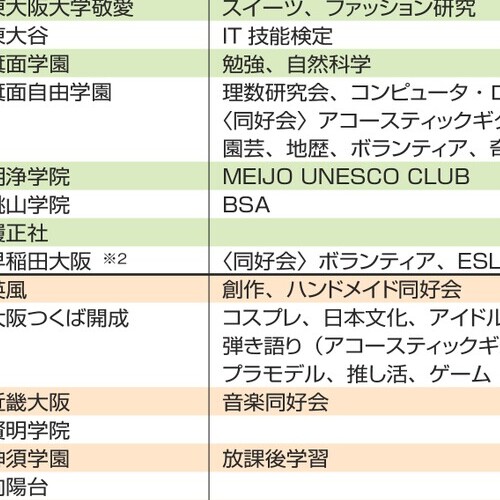 東大阪大学敬愛 スイーツ、ファッション研究
東大谷 IT 技能検定
箕面学園 勉強、自然科学
箕面自由学園 理数研究会、コンピュータ・ロ
〈同好会〉アコースティックギタ
園芸、地歴、ボランティア、奇
明浄学院 MEIJO UNESCO CLUB
桃山学院 BSA
履正社
早稲田大阪 ※2 〈同好会〉ボランティア、ESL
英風 創作、ハンドメイド同好会
大阪つくば開成 コスプレ、日本文化、アイドル
弾き語り（アコースティックギ
プラモデル、推し活、ゲーム
近畿大阪 音楽同好会
賢明学院
神須学園 放課後学習
向陽台